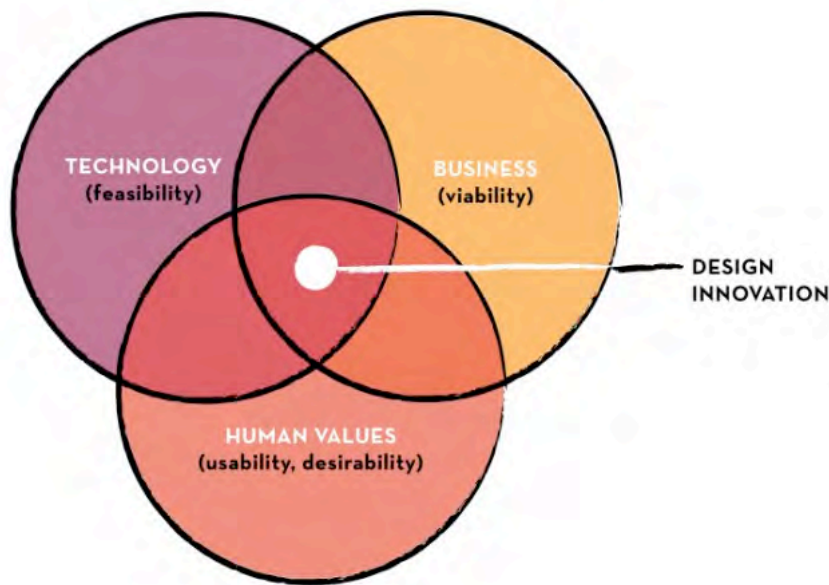 TECHNOLOGY
(feasibility)
BUSINESS
(viability)
DESIGN
INNOVATION
HUMAN VALUES
(usability, desirability)